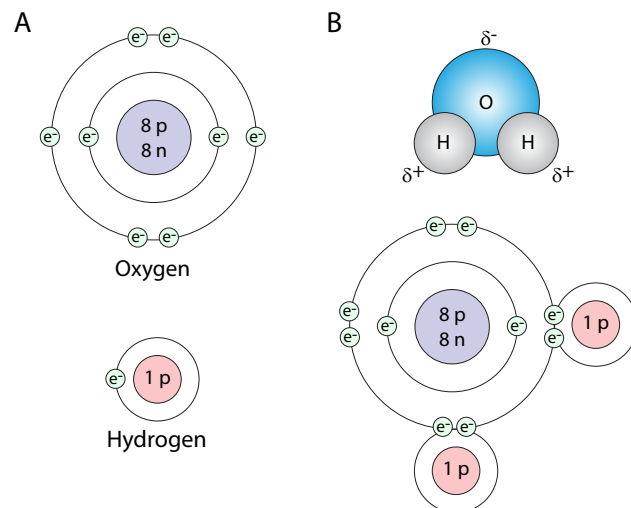 A
e- e-
e- e- e- e-
8 p
8 n
e- e-
Oxygen
e- 1 p
Hydrogen
B
δ-
O
H H
δ+ δ+
e- e-
e-
e-
e- e-
8 p
8 n
e-
e-
1 p
e- e-
1 p